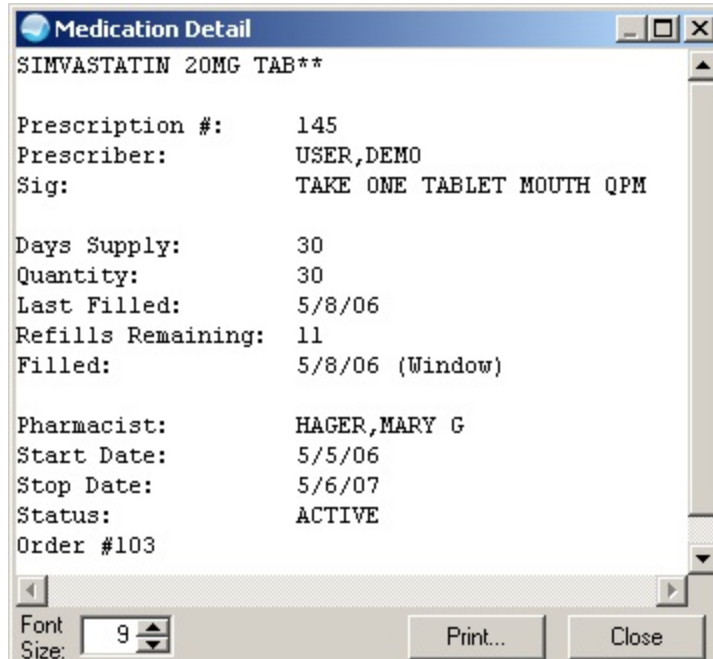 Medication Detail
SIMVASTATIN 20MG TAB**
Prescription #: 145
Prescriber: USER,DEMO
Sig: TAKE ONE TABLET MOUTH QPM
Days Supply: 30
Quantity: 30
Last Filled: 5/8/06
Refills Remaining: 11
Filled: 5/8/06 (Window)
Pharmacist: HAGER,MARY G
Start Date: 5/5/06
Stop Date: 5/6/07
Status: ACTIVE
Order #103
Font Size: 9 Print... Close